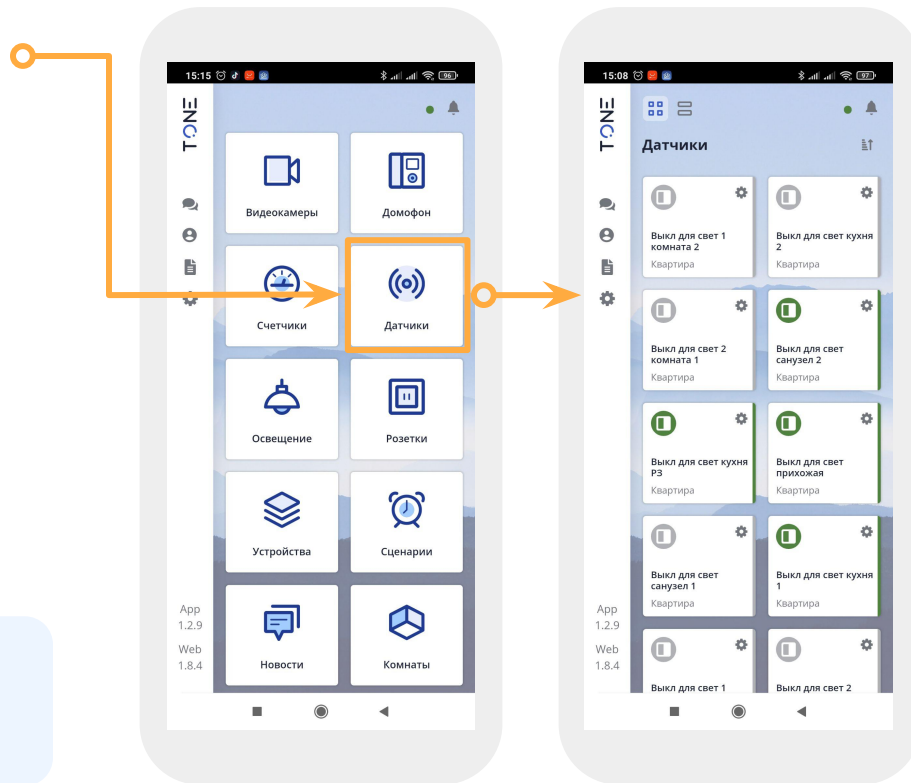 15:15
96
TONE
Видеокамеры
Домофон
Счетчики
Датчики
Освещение
Розетки
Устройства
Сценарии
App
1.2.9
Web
1.8.4
Новости
Комнаты
15:08
97
TONE
Датчики
Выкл для свет 1
комната 2
Квартира
Выкл для свет кухня
2
Квартира
Выкл для свет 2
комната 1
Квартира
Выкл для свет
санузел 2
Квартира
Выкл для свет кухня
РЗ
Квартира
Выкл для свет
прихожая
Квартира
Выкл для свет
санузел 1
Квартира
Выкл для свет кухня
1
Квартира
App
1.2.9
Web
1.8.4
Выкл для свет 1
Выкл для свет 2